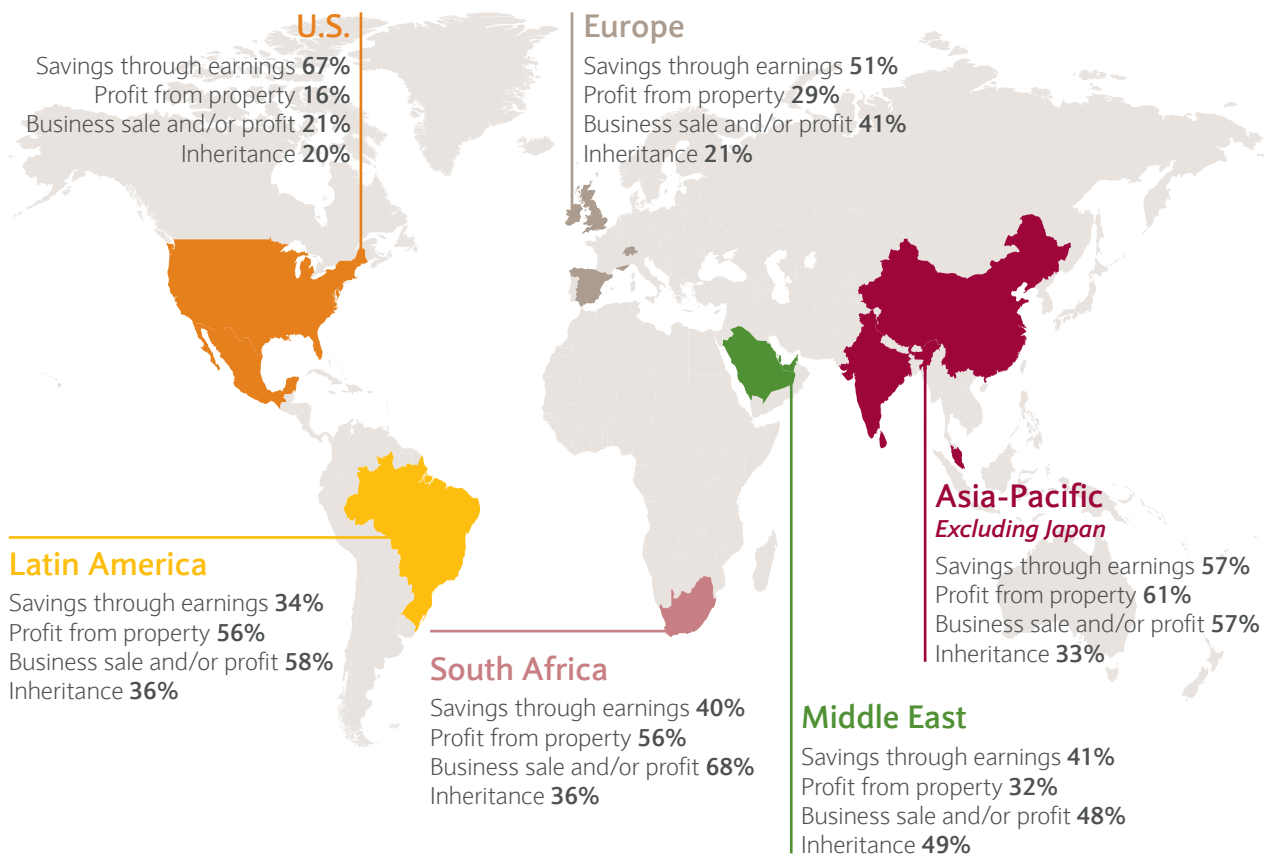 U.S.
Savings through earnings 67%
Profit from property 16%
Business sale and/or profit 21%
Inheritance 20%
Europe
Savings through earnings 51%
Profit from property 29%
Business sale and/or profit 41%
Inheritance 21%
Asia-Pacific
Excluding Japan
Savings through earnings 57%
Profit from property 61%
Business sale and/or profit 57%
Inheritance 33%
Latin America
Savings through earnings 34%
Profit from property 56%
Business sale and/or profit 58%
Inheritance 36%
South Africa
Savings through earnings 40%
Profit from property 56%
Business sale and/or profit 68%
Inheritance 36%
Middle East
Savings through earnings 41%
Profit from property 32%
Business sale and/or profit 48%
Inheritance 49%